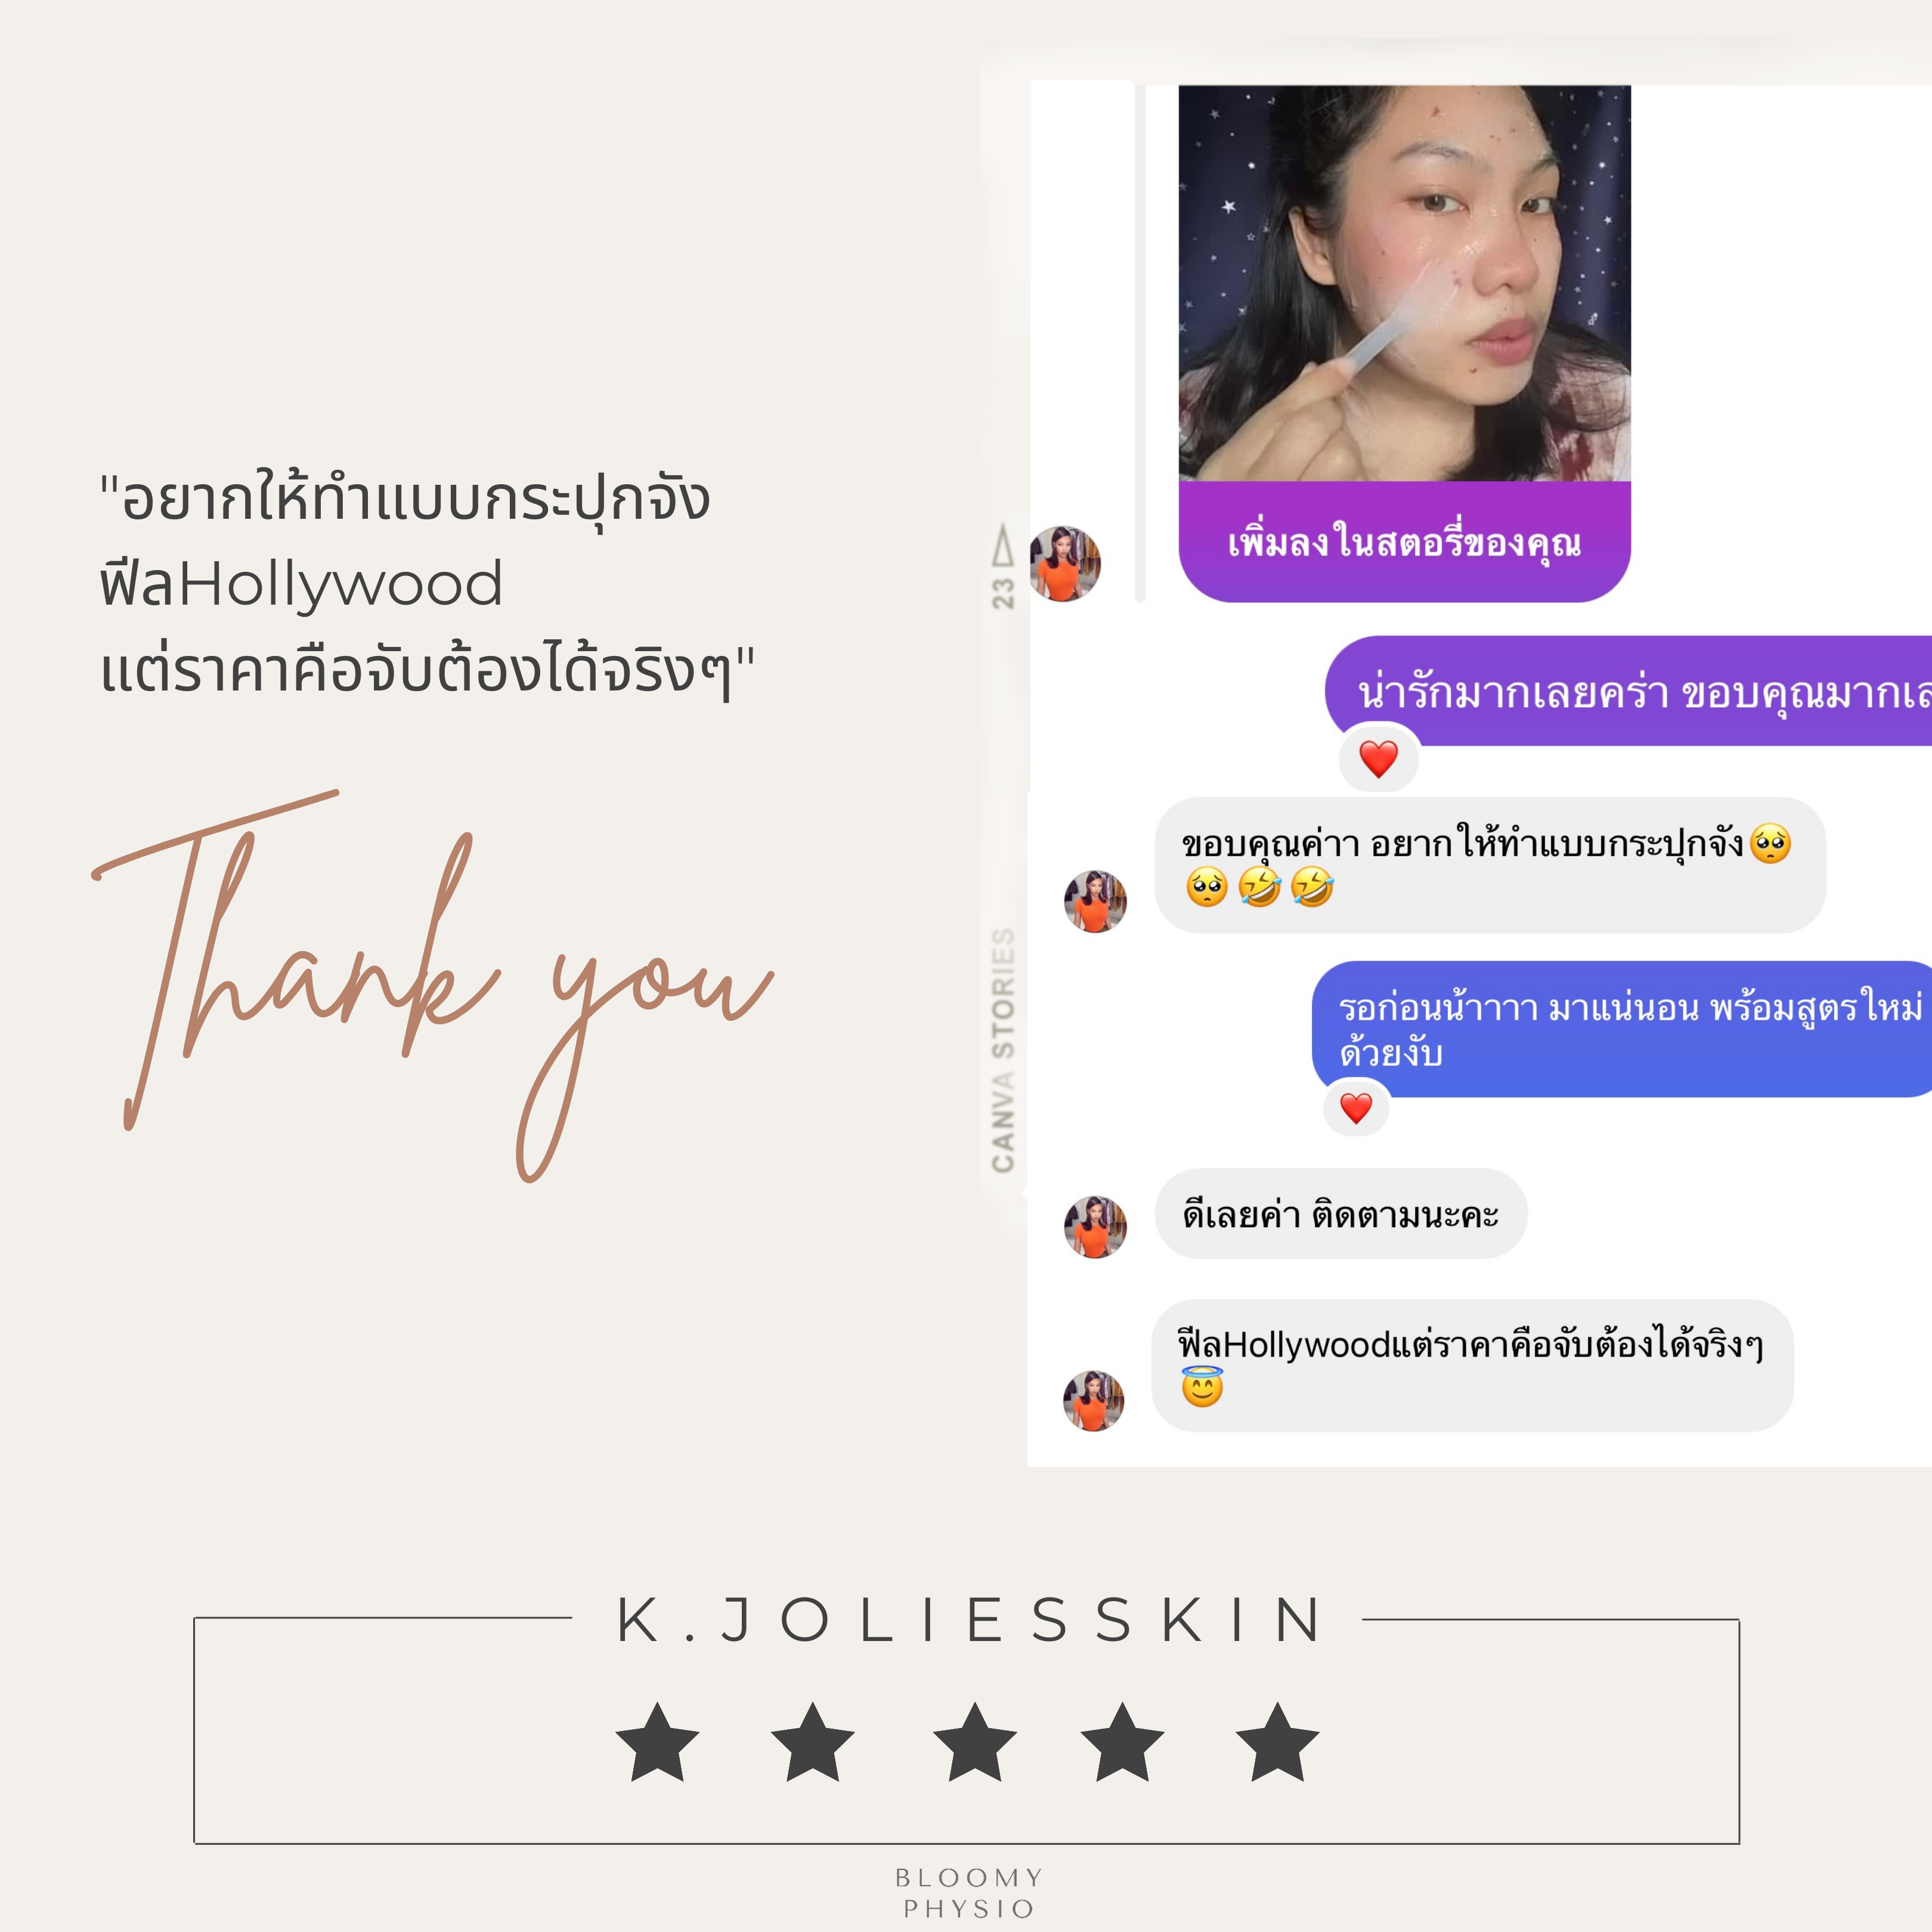 "อยากให้ทำแบบกระปุกจัง
ฟีลHollywood
แต่ราคาคือจับต้องได้จริงๆ"
Thank you
23
CANVA STORIES
เพิ่มลงในสตอรี่ของคุณ
น่ารักมากเลยคร่า ขอบคุณมาก
ขอบคุณค่าา อยากให้ทำแบบกระปุกจัง🥺
🥺🤣🤣
รอก่อนน้าาาา มาแน่นอน พร้อมสูตรใหม่
ด้วยงับ
ดีเลยค่า ติดตามนะคะ
ฟีลHollywoodแต่ราคาคือจับต้องได้จริงๆ
😇
K.JOLIESSKIN
BLOOMY
PHYSIO